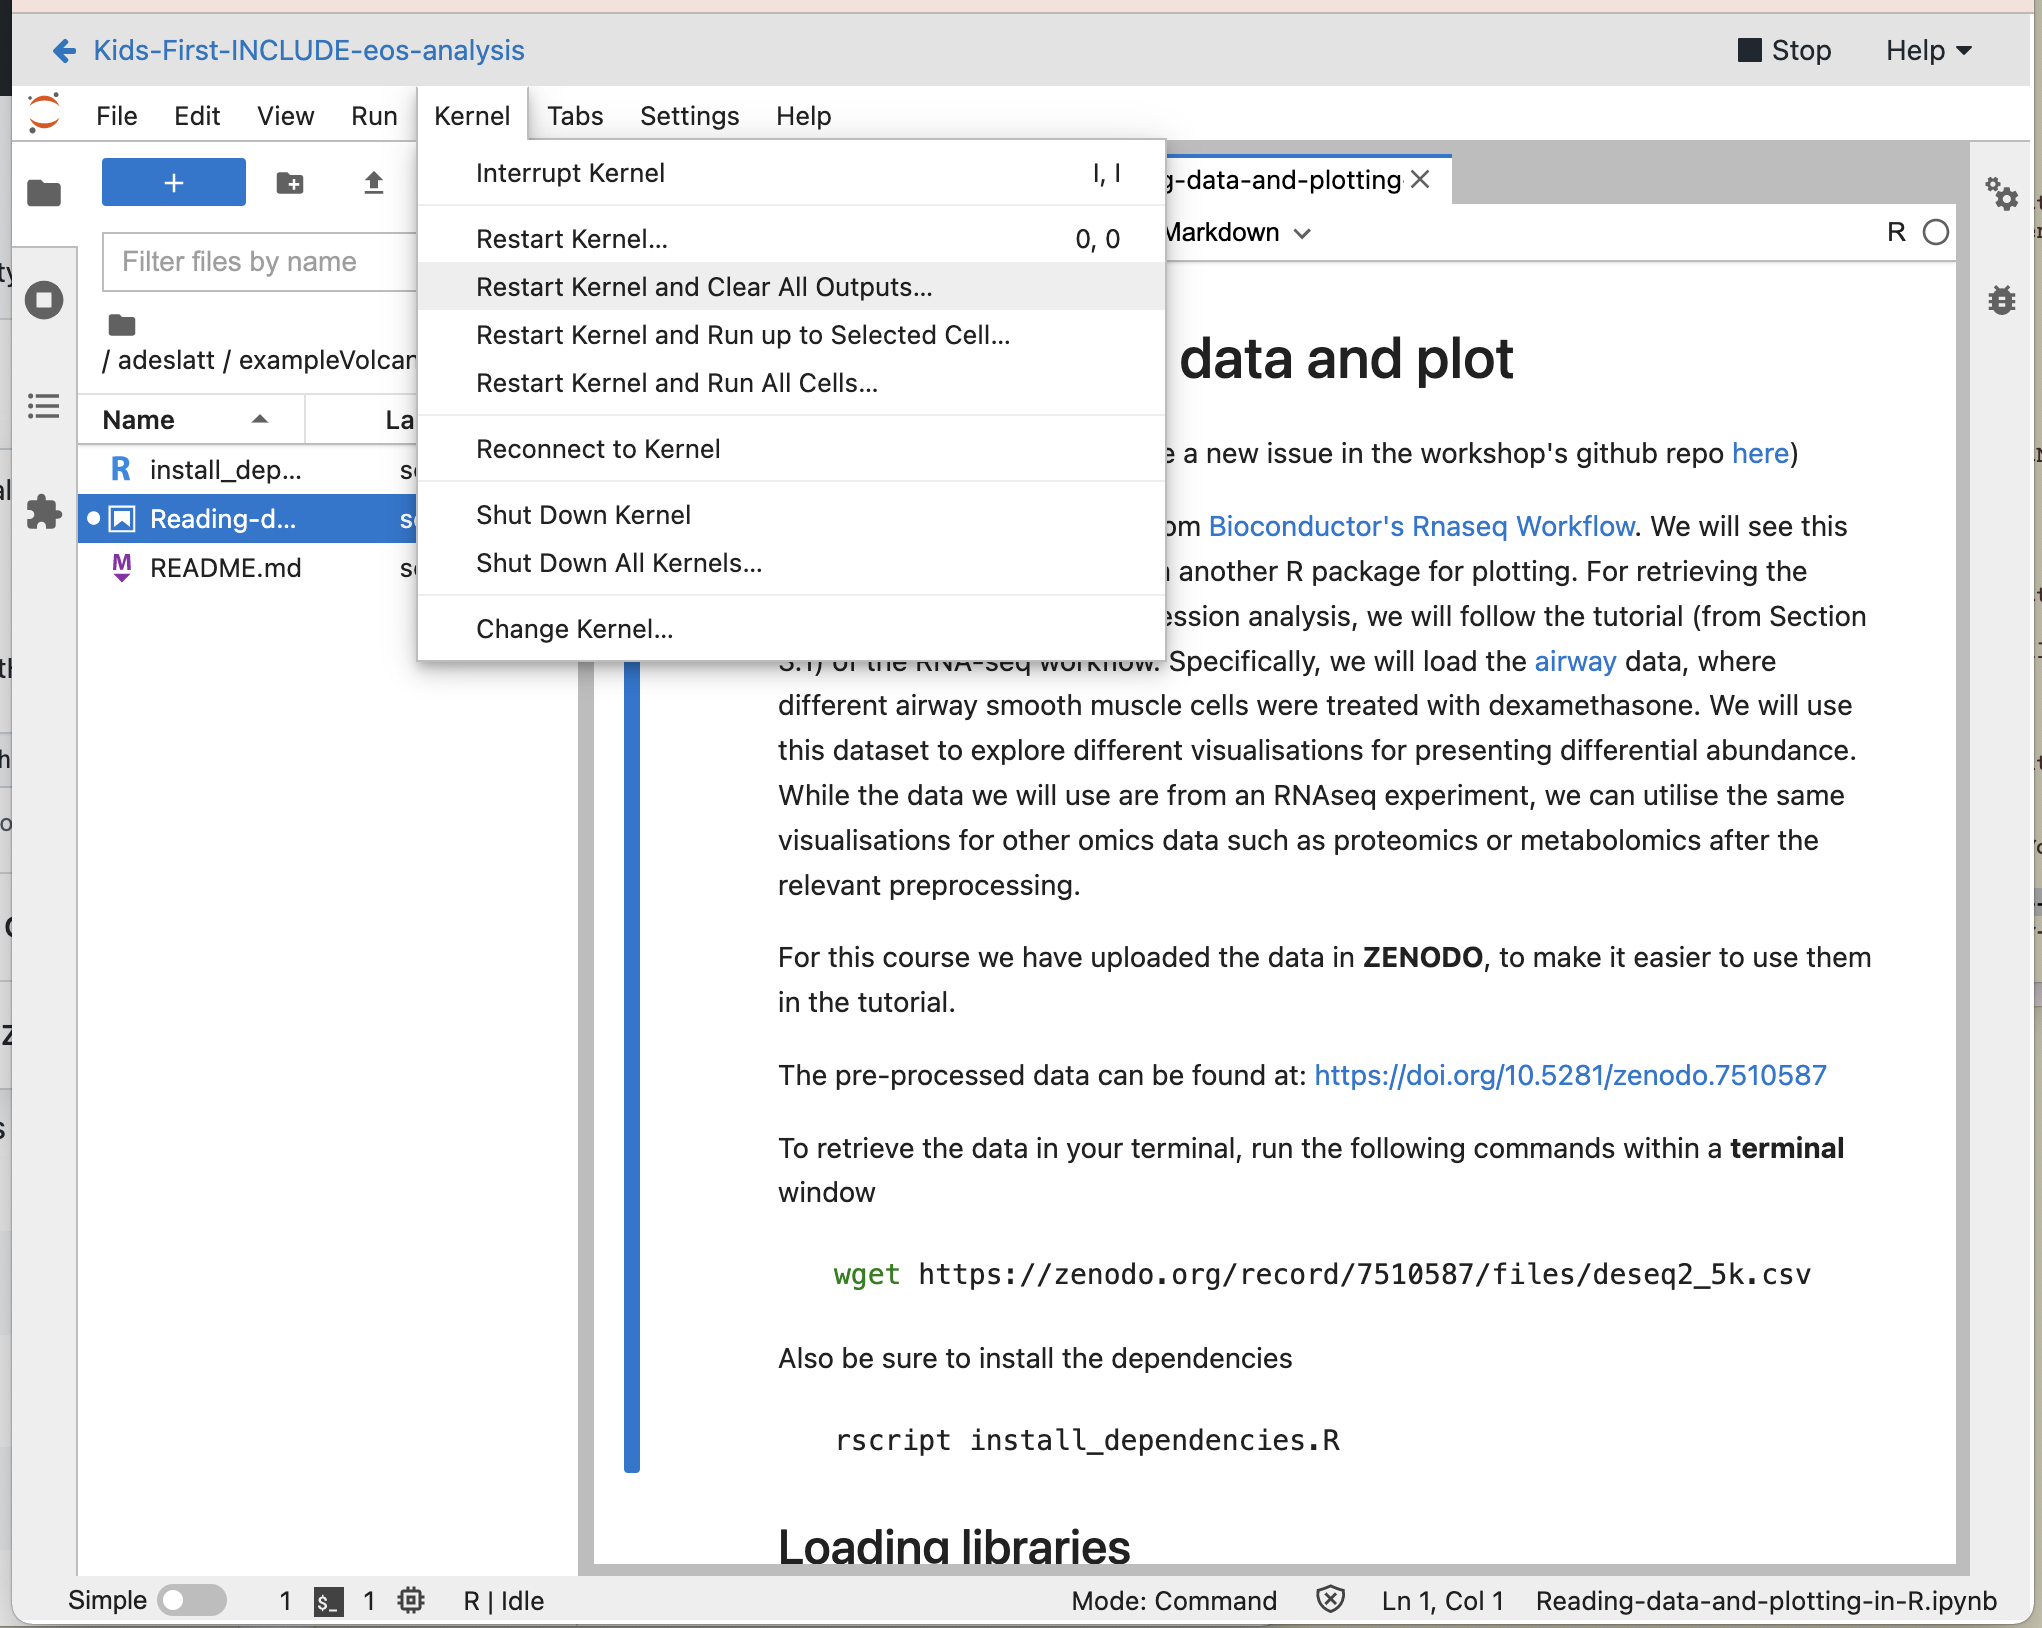 Kids-First-INCLUDE-eos-analysis
Stop
Help
File Edit View Run Kernel Tabs Settings Help
Interrupt Kernel I, I
Restart Kernel... 0, 0
Restart Kernel and Clear All Outputs...
Restart Kernel and Run up to Selected Cell...
Restart Kernel and Run All Cells...
Reconnect to Kernel
Shut Down Kernel
Shut Down All Kernels...
Change Kernel...
+
Filter files by name
/ adeslatt / exampleVolcan
Name La
R install_dep...
Reading-d...
M README.md
g-data-and-plotting-
Markdown
R
data and plot
e a new issue in the workshop's github repo here)
om Bioconductor's Rnaseq Workflow. We will see this
another R package for plotting. For retrieving the
ession analysis, we will follow the tutorial (from Section
3.1) of the RNA-seq workflow. Specifically, we will load the airway data, where
different airway smooth muscle cells were treated with dexamethasone. We will use
this dataset to explore different visualisations for presenting differential abundance.
While the data we will use are from an RNAseq experiment, we can utilise the same
visualisations for other omics data such as proteomics or metabolomics after the
relevant preprocessing.
For this course we have uploaded the data in ZENODO, to make it easier to use them
in the tutorial.
The pre-processed data can be found at: https://doi.org/10.5281/zenodo.7510587
To retrieve the data in your terminal, run the following commands within a terminal
window
wget https://zenodo.org/record/7510587/files/deseq2_5k.csv
Also be sure to install the dependencies
rscript install_dependencies.R
Loading libraries
Simple 1 $_ 1 R | Idle Mode: Command Ln 1, Col 1 Reading-data-and-plotting-in-R.ipynb